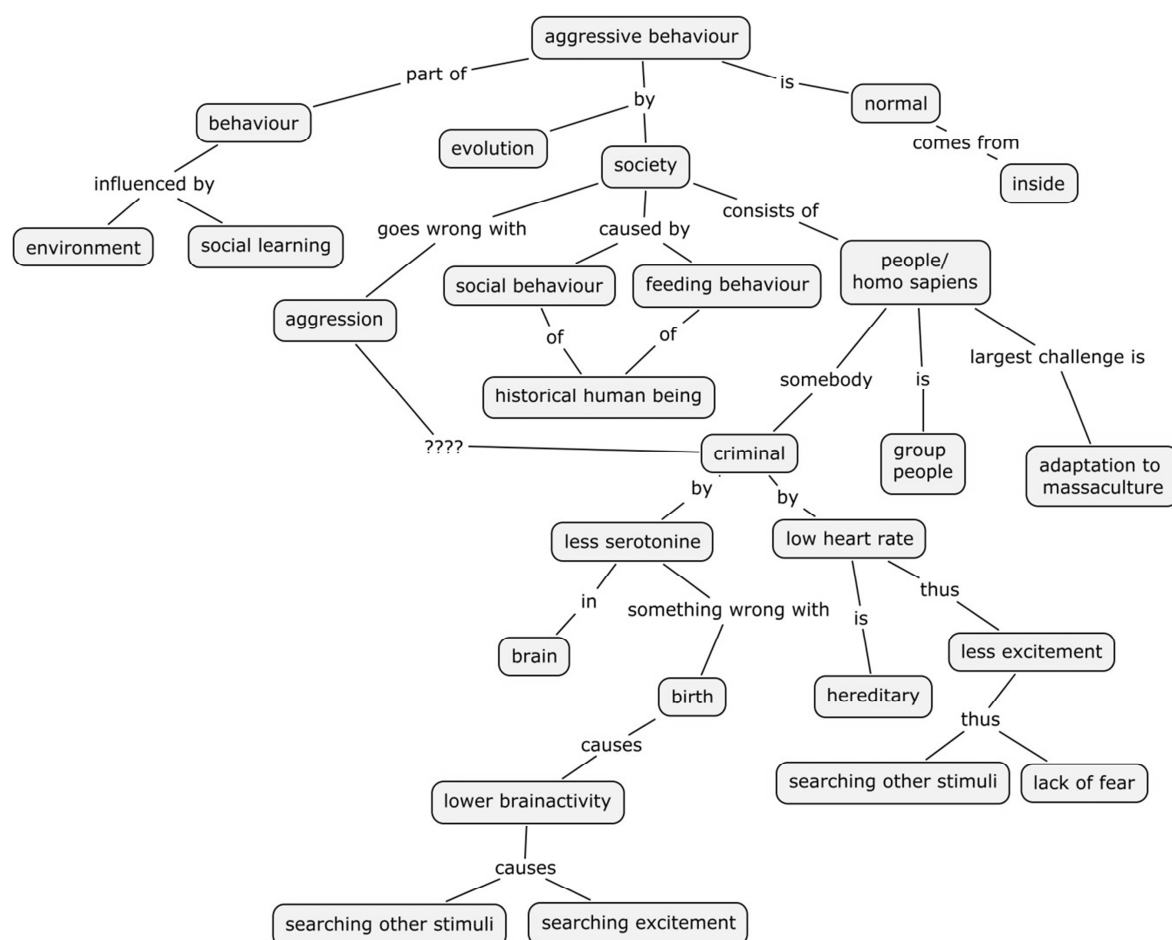 aggressive behaviour
part of
is
by
normal
behaviour
evolution
comes from
society
inside
influenced by
consists of
goes wrong with
caused by
environment
social learning
people/
homo sapiens
social behaviour
feeding behaviour
aggression
of
of
largest challenge is
somebody
is
historical human being
????
criminal
group
people
adaptation to
massaculture
by
by
less serotonine
low heart rate
in
something wrong with
is
thus
brain
less excitement
birth
hereditary
thus
causes
searching other stimuli
lack of fear
lower brainactivity
causes
searching other stimuli
searching excitement